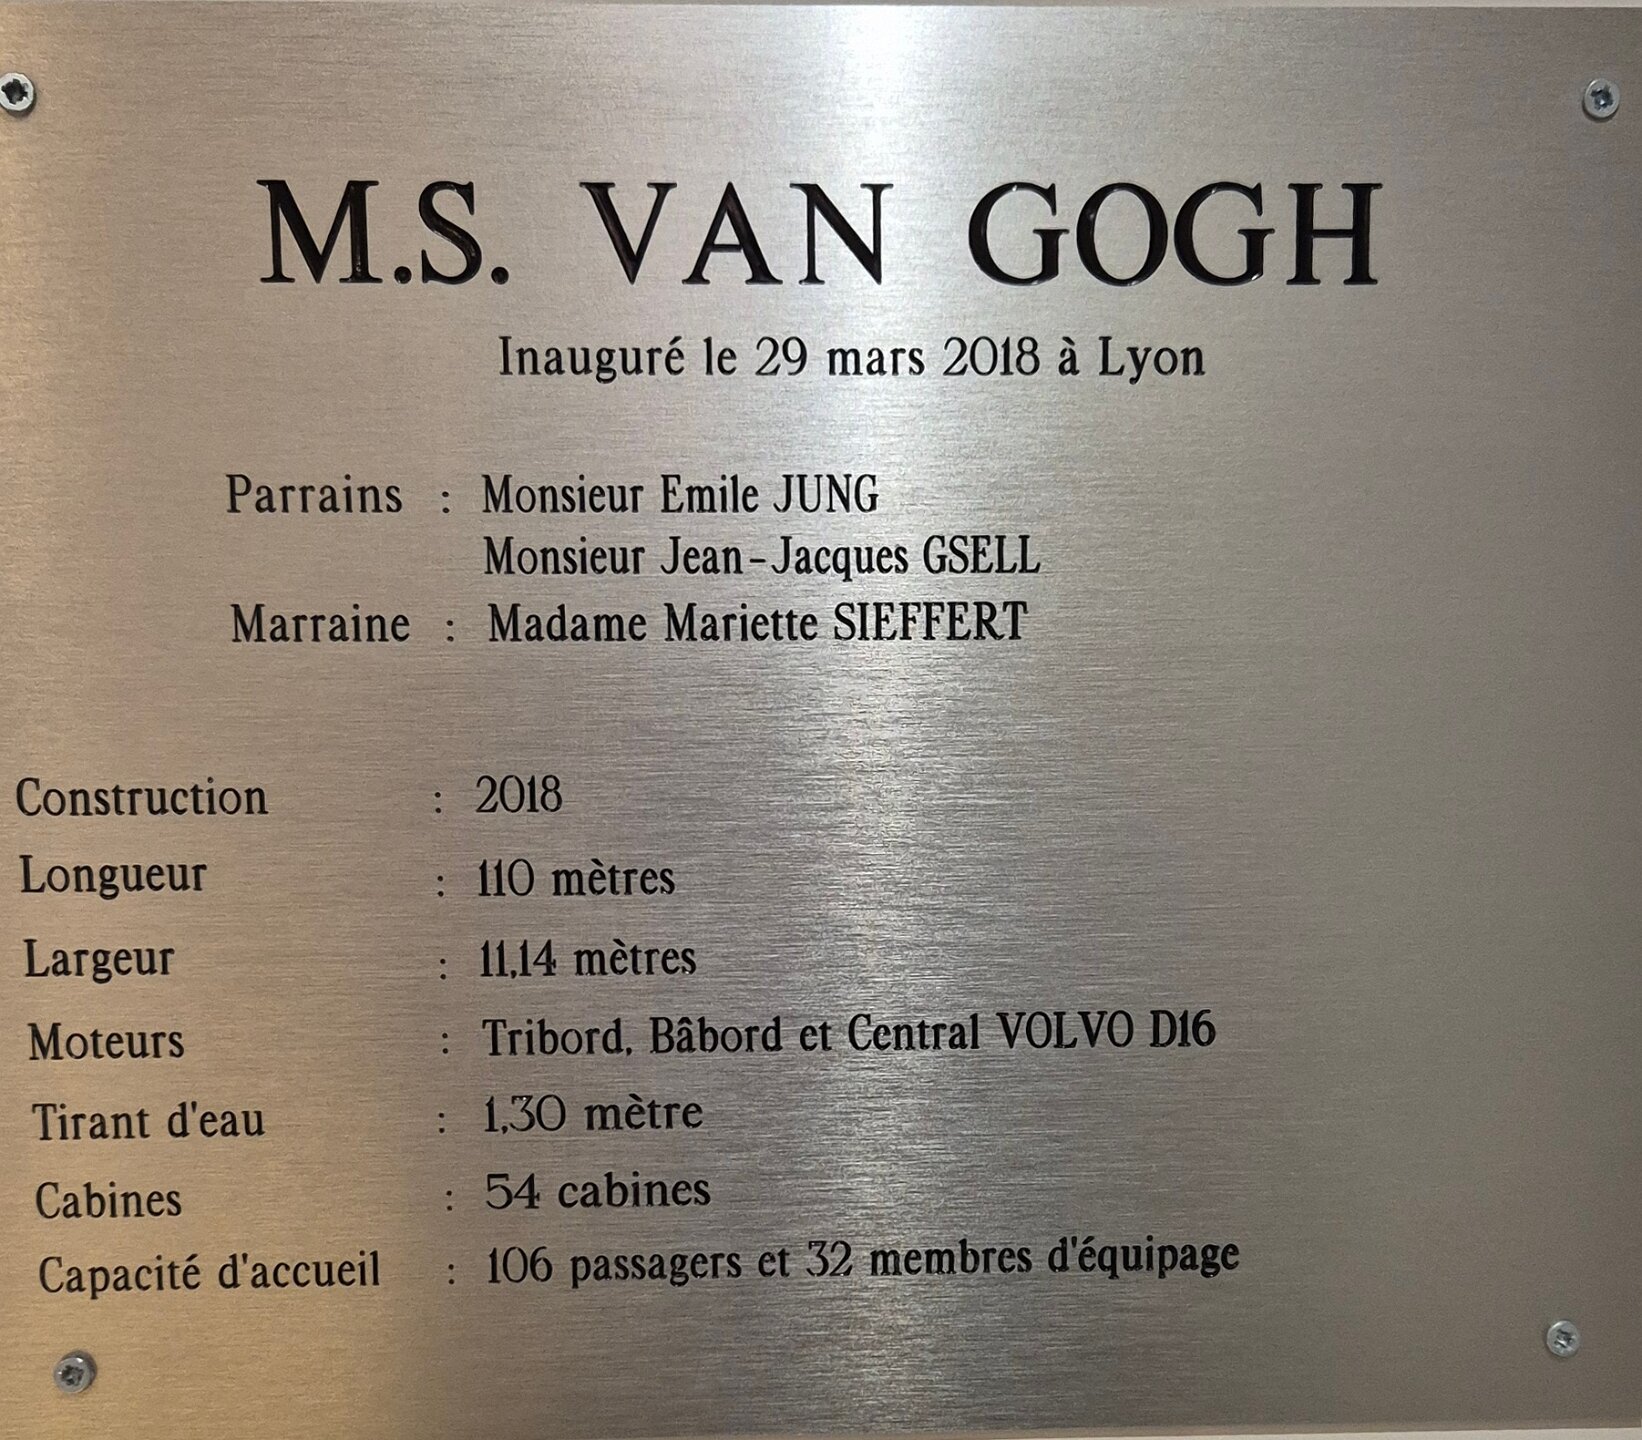 M.S. VAN GOGH
Inauguré le 29 mars 2018 à Lyon
Parrains : Monsieur Emile JUNG
Monsieur Jean-Jacques GSELL
Marraine : Madame Mariette SIEFFERT
Construction : 2018
Longueur : 110 mètres
Largeur : 11,14 mètres
Moteurs : Tribord, Bâbord et Central VOLVO D16
Tirant d'eau : 1,30 mètre
Cabines : 54 cabines
Capacité d'accueil : 106 passagers et 32 membres d'équipage